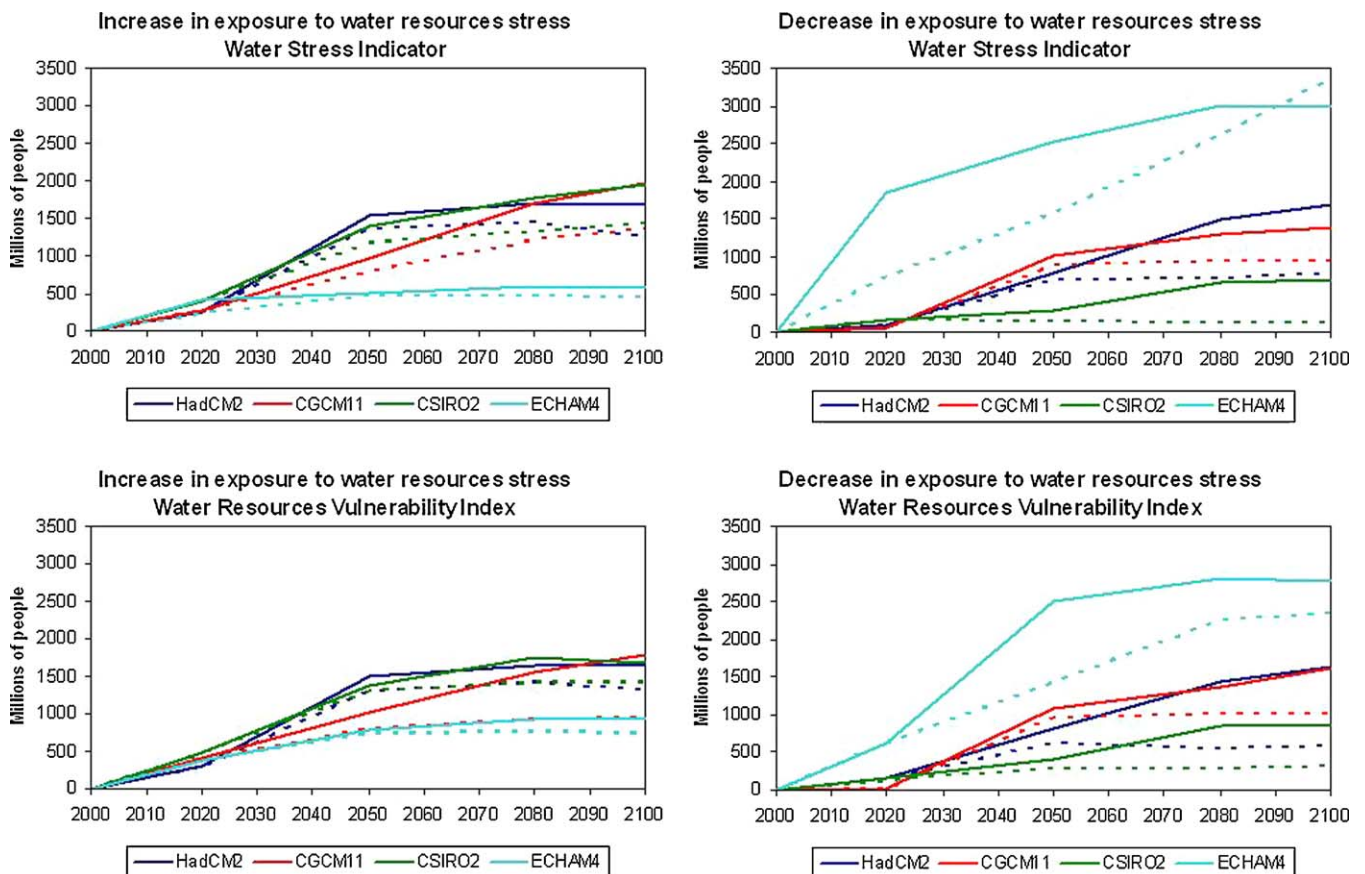 Increase in exposure to water resources stress
Water Stress Indicator
Millions of people
3500
3000
2500
2000
1500
1000
500
0
2000 2010 2020 2030 2040 2050 2060 2070 2080 2090 2100
HadCM2 CGCM11 CSIRO2 ECHAM4
Decrease in exposure to water resources stress
Water Stress Indicator
Millions of people
3500
3000
2500
2000
1500
1000
500
0
2000 2020 2030 2040 2050 2060 2070 2080 2090 2100
HadCM2 CGCM11 CSIRO2 ECHAM4
Increase in exposure to water resources stress
Water Resources Vulnerability Index
Millions of people
3500
3000
2500
2000
1500
1000
500
0
2000 2010 2020 2030 2040 2050 2060 2070 2080 2090 2100
HadCM2 CGCM11 CSIRO2 ECHAM4
Decrease in exposure to water resources stress
Water Resources Vulnerability Index
Millions of people
3500
3000
2500
2000
1500
1000
500
0
2000 2010 2020 2030 2040 2050 2060 2070 2080 2090 2100
HadCM2 CGCM11 CSIRO2 ECHAM4